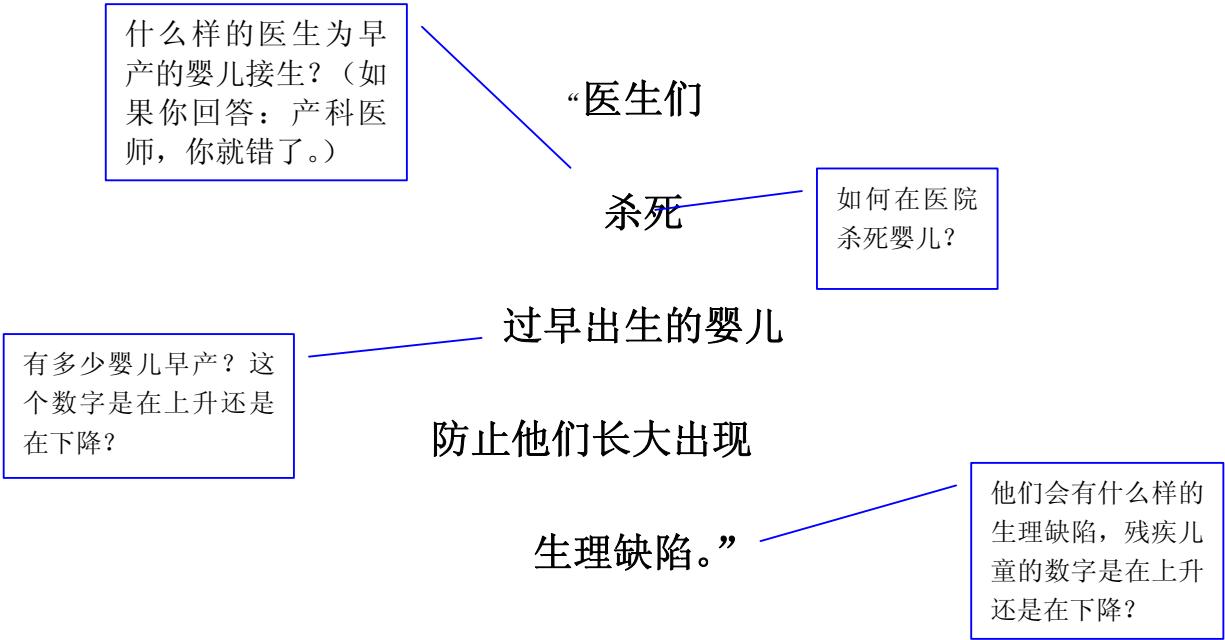 什么样的医生为早
产的婴儿接生？（如
果你回答：产科医
师，你就错了。）
“医生们
杀死
如何在医院
杀死婴儿？
过早出生的婴儿
有多少婴儿早产？这
个数字是在上升还是
在下降？
防止他们长大出现
生理缺陷。”
他们会有什么样的
生理缺陷，残疾儿
童的数字是在上升
还是在下降？